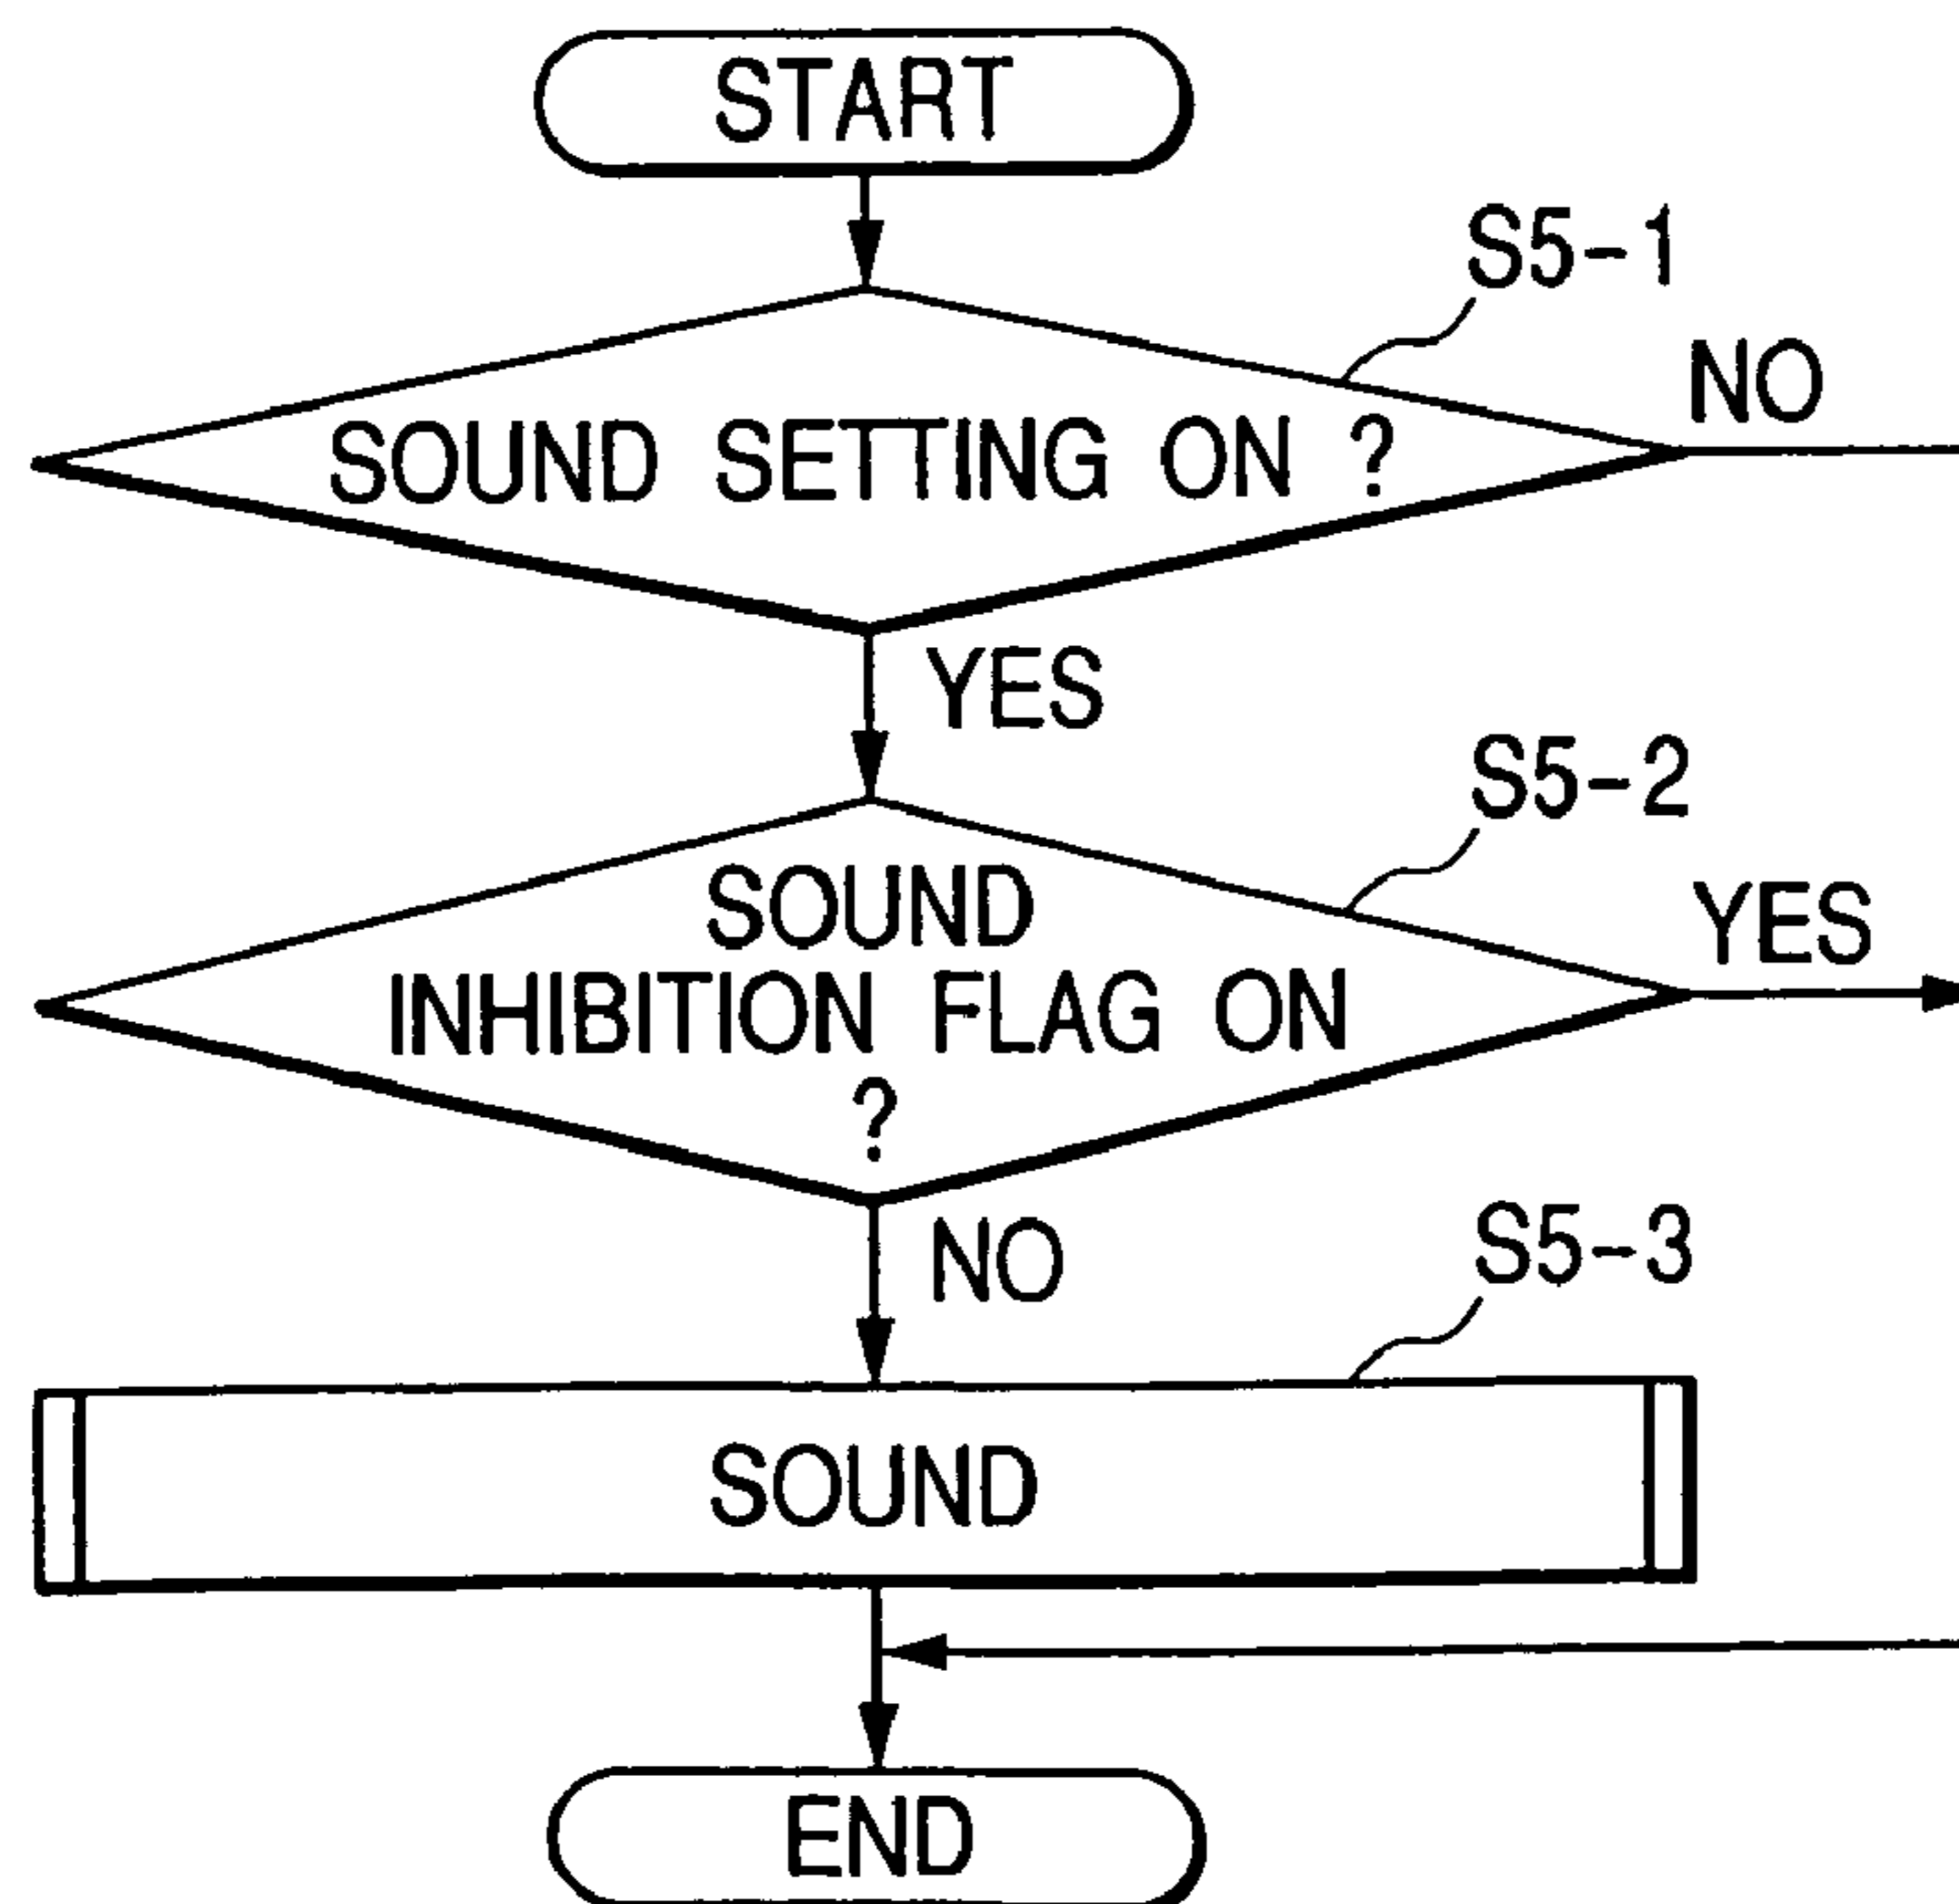 START
S5-1
NO
SOUND SETTING ON ?
YES
S5-2
YES
SOUND
INHIBITION FLAG ON
?
NO
S5-3
SOUND
END